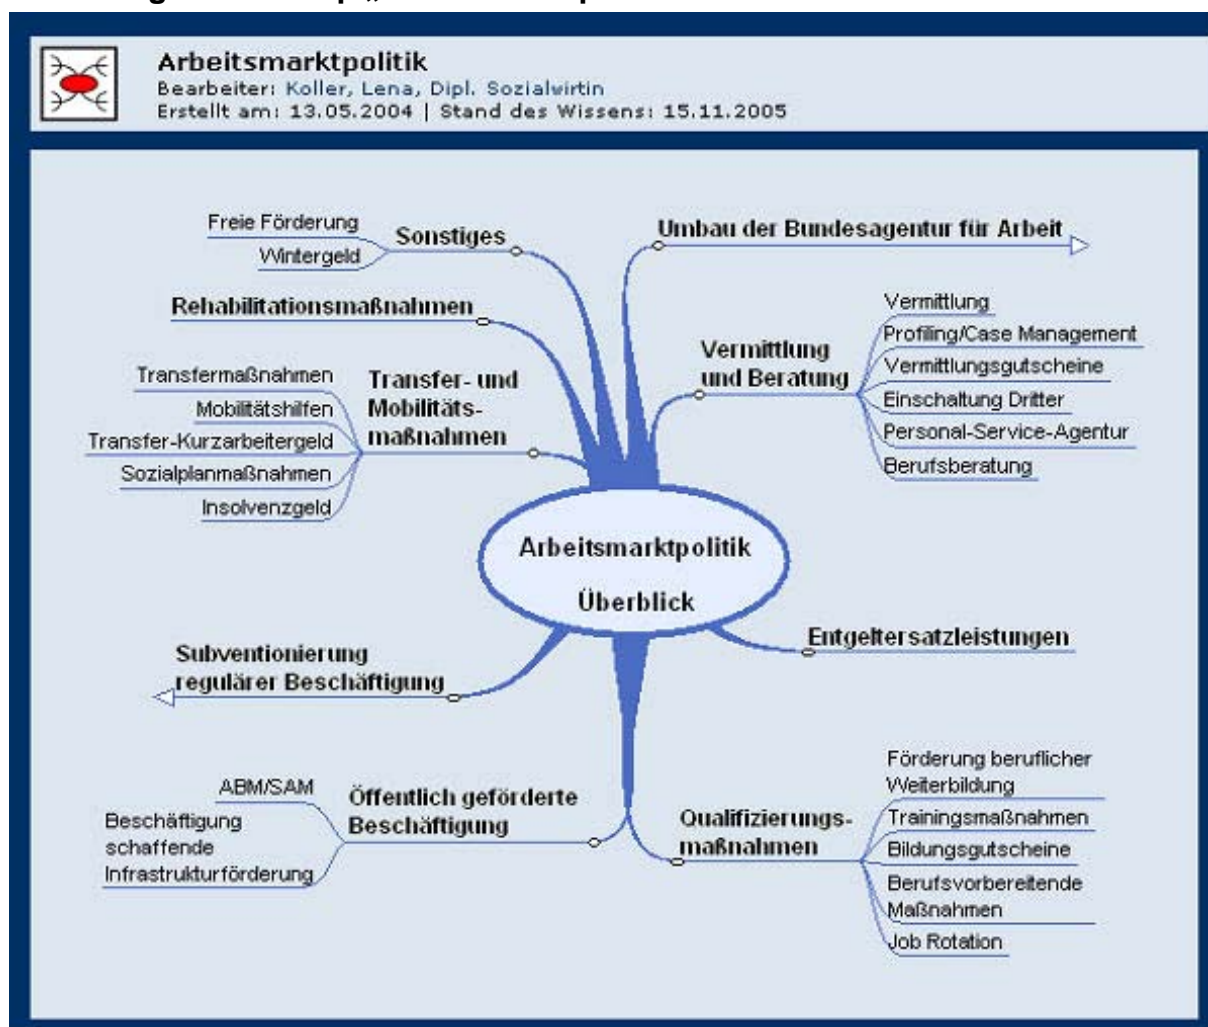 Arbeitsmarktpolitik
Bearbeiter: Koller, Lena, Dipl. Sozialwirtin
Erstellt am: 13.05.2004 | Stand des Wissens: 15.11.2005
Freie Förderung
Wintergeld
Sonstiges
Rehabilitationsmaßnahmen
Transfermaßnahmen
Mobilitätshilfen
Transfer-Kurzarbeitergeld
Sozialplanmaßnahmen
Insolvenzgeld
Transfer- und
Mobilitäts-
maßnahmen
Umbau der Bundesagentur für Arbeit
Vermittlung
und Beratung
Vermittlung
Profiling/Case Management
Vermittlungsgutscheine
Einschaltung Dritter
Personal-Service-Agentur
Berufsberatung
Arbeitsmarktpolitik
Überblick
Entgeltersatzleistungen
Subventionierung
regulärer Beschäftigung
ABM/SAM
Beschäftigung
schaffende
Infrastrukturförderung
Öffentlich geförderte
Beschäftigung
Qualifizierungs-
maßnahmen
Förderung beruflicher
Weiterbildung
Trainingsmaßnahmen
Bildungsgutscheine
Berufsvorbereitende
Maßnahmen
Job Rotation